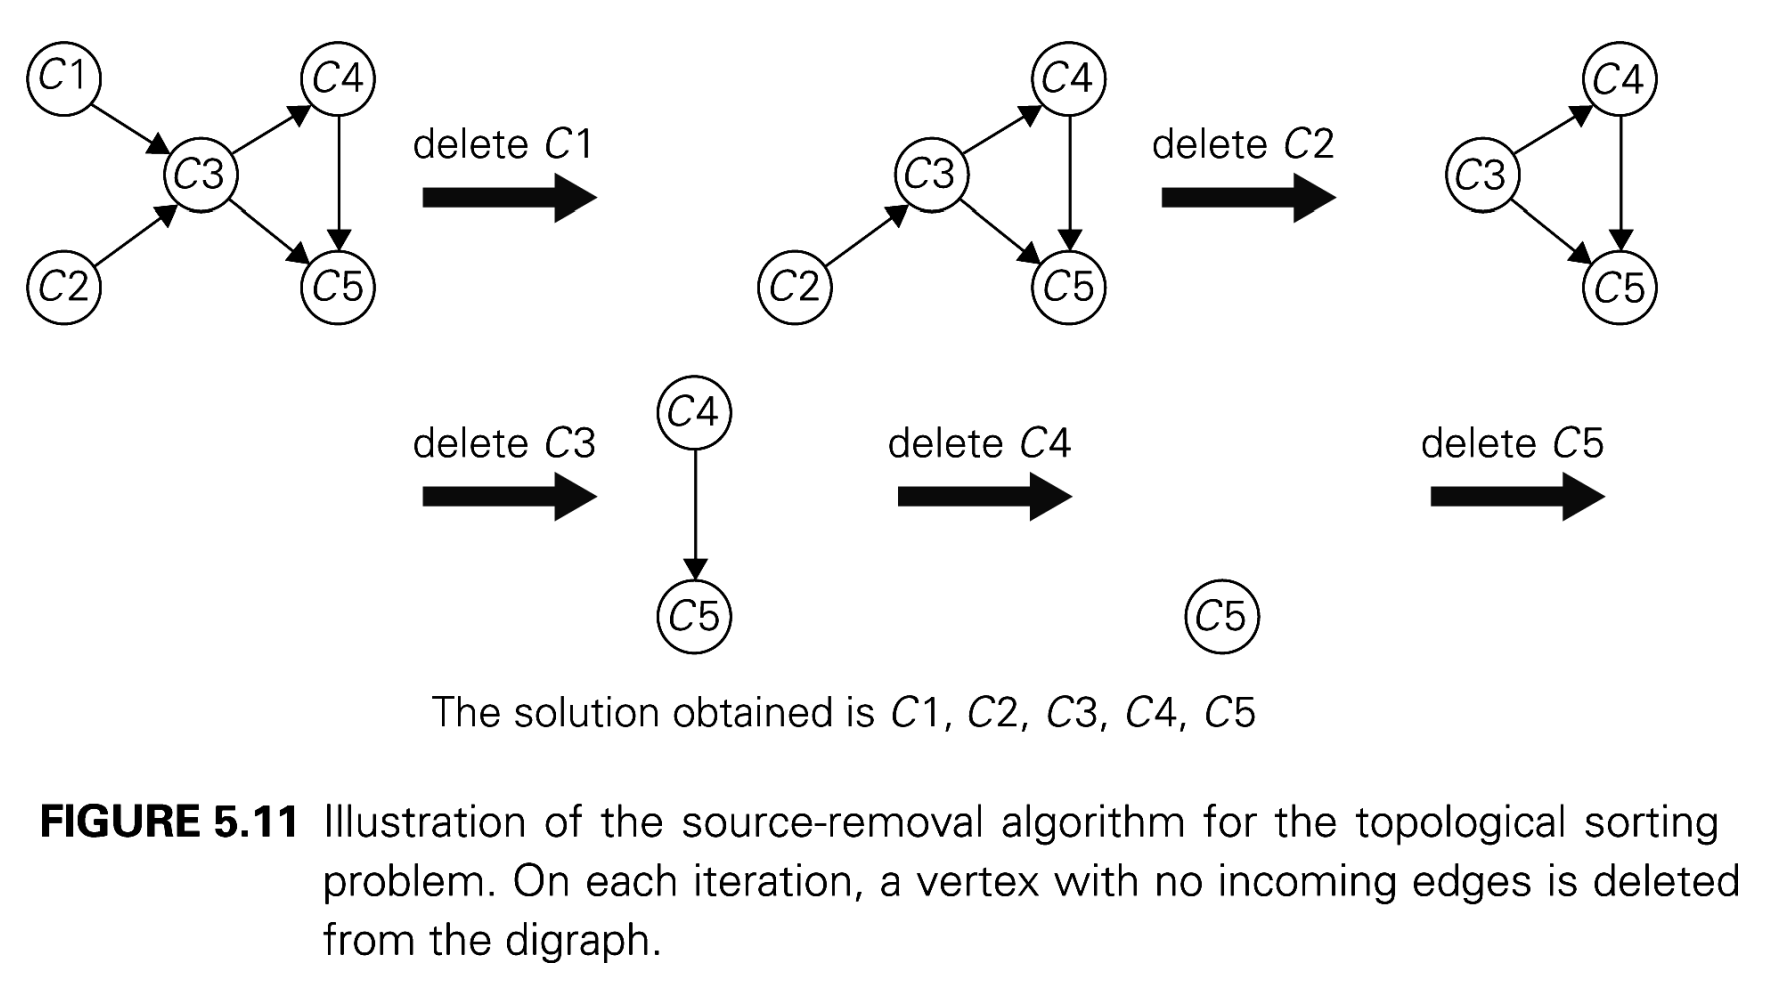 C1
C4
C3
C2
C5
delete C1
C4
C3
C2
C5
delete C2
C4
C3
C5
delete C3
C4
C5
delete C4
C5
delete C5
The solution obtained is C1, C2, C3, C4, C5
FIGURE 5.11 Illustration of the source-removal algorithm for the topological sorting
problem. On each iteration, a vertex with no incoming edges is deleted
from the digraph.